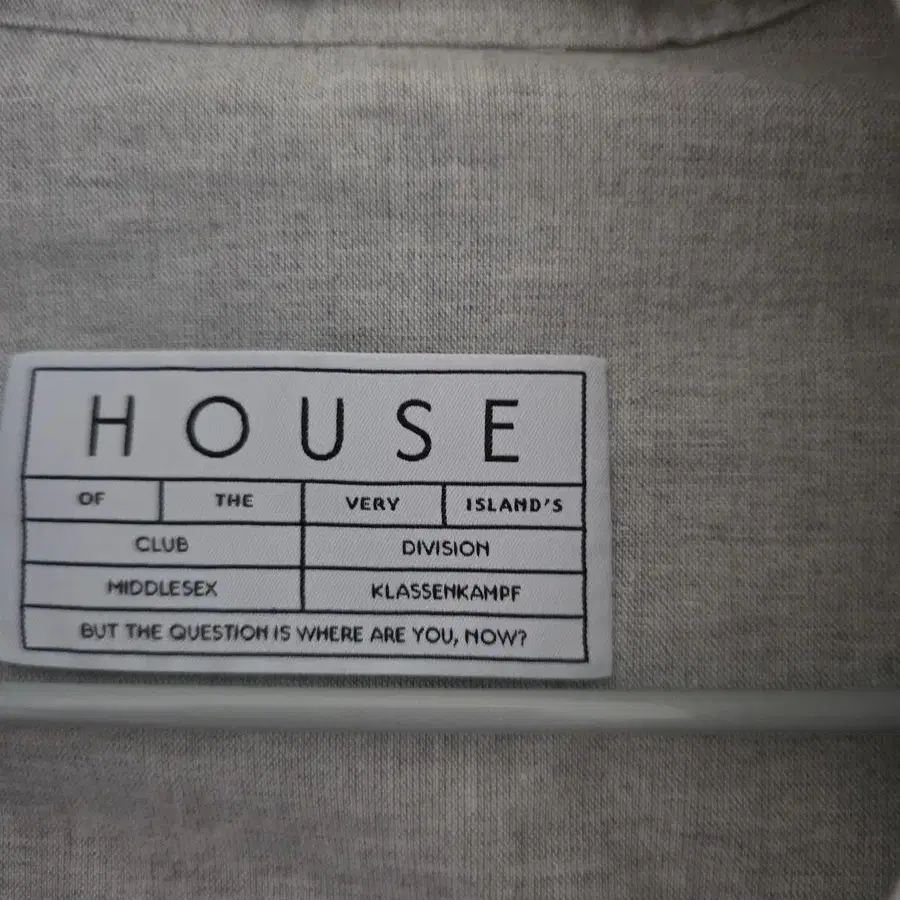 HOUSE
OF THE VERY ISLAND'S
CLUB DIVISION
MIDDLESEX KLASSENKAMPF
BUT THE QUESTION IS WHERE ARE YOU, NOW?